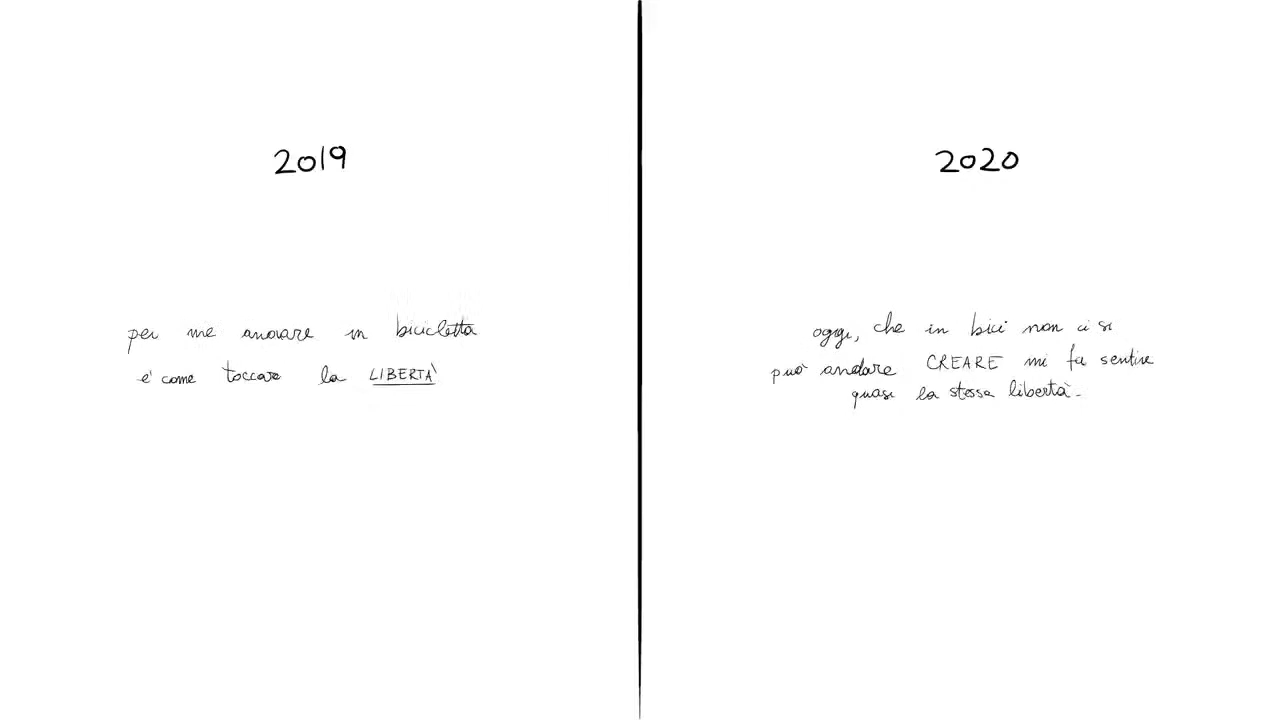 2019
per me andare in bicicletta
e' come toccare la LIBERTÀ
2020
oggi, che in bici non ci si
può andare CREARE mi fa sentire
quasi la stessa libertà.